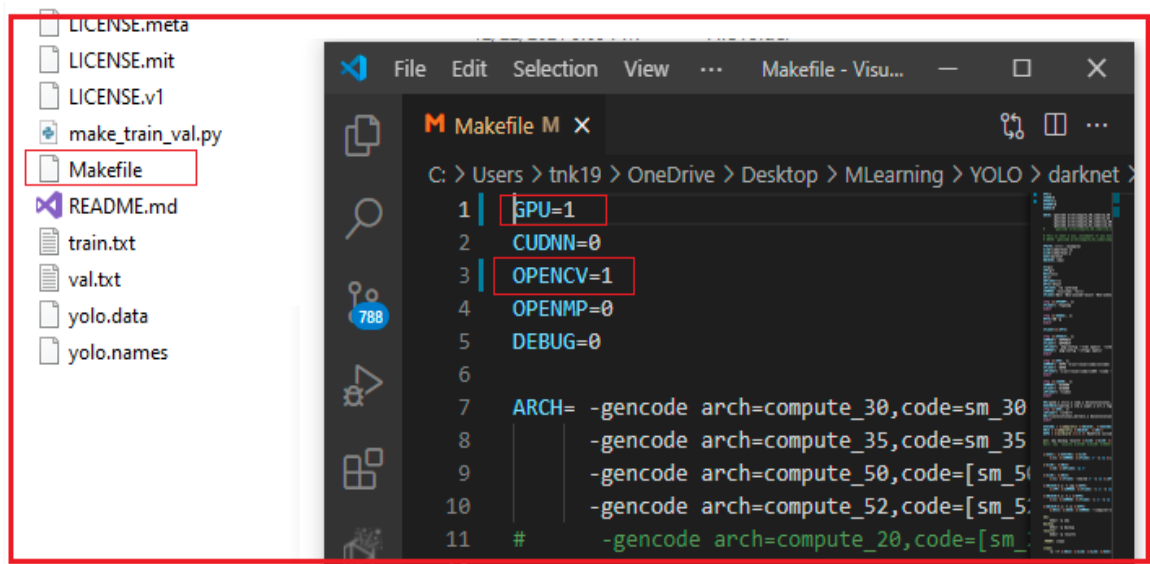 LICENSE.meta
LICENSE.mit
LICENSE.v1
make_train_val.py
Makefile
README.md
train.txt
val.txt
yolo.data
yolo.names
File Edit Selection View ··· Makefile - Visu...
M Makefile M
C: > Users > tnk19 > OneDrive > Desktop > MLearning > YOLO > darknet >
1 GPU=1
2 CUDNN=0
3 OPENCV=1
4 OPENMP=0
5 DEBUG=0
6
7 ARCH= -gencode arch=compute_30,code=sm_30
8 -gencode arch=compute_35,code=sm_35
9 -gencode arch=compute_50,code=[sm_50
10 -gencode arch=compute_52,code=[sm_52
11 # -gencode arch=compute_20,code=[sm_
788